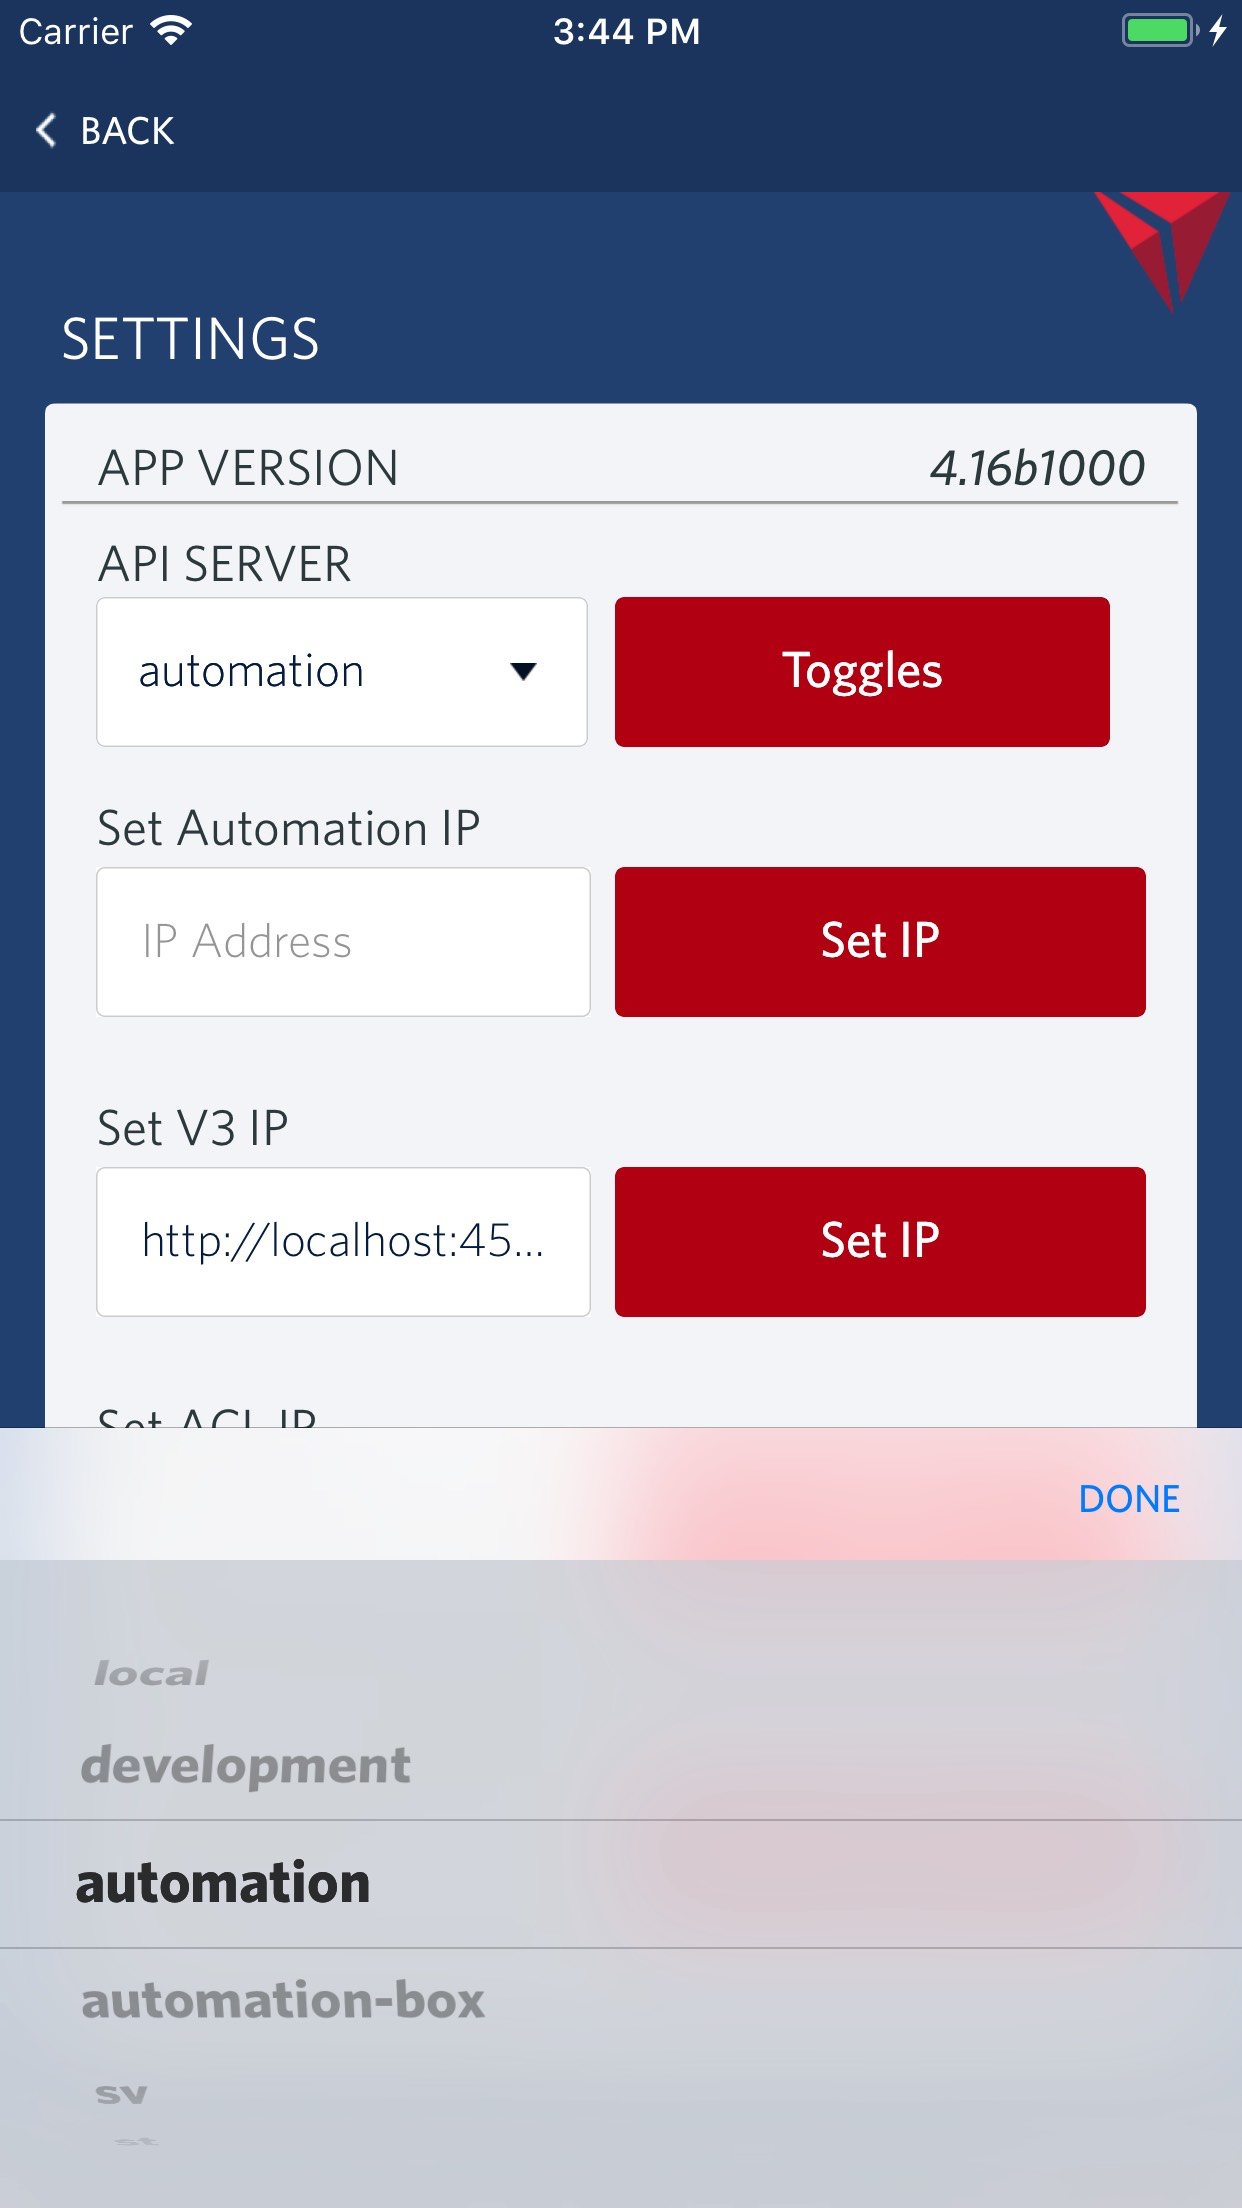 Carrier 3:44 PM
BACK
SETTINGS
APP VERSION 4.16b1000
API SERVER
automation Toggles
Set Automation IP
IP Address Set IP
Set V3 IP
http://localhost:45... Set IP
Set ACL IP
DONE
local
development
automation
automation-box
sv
st